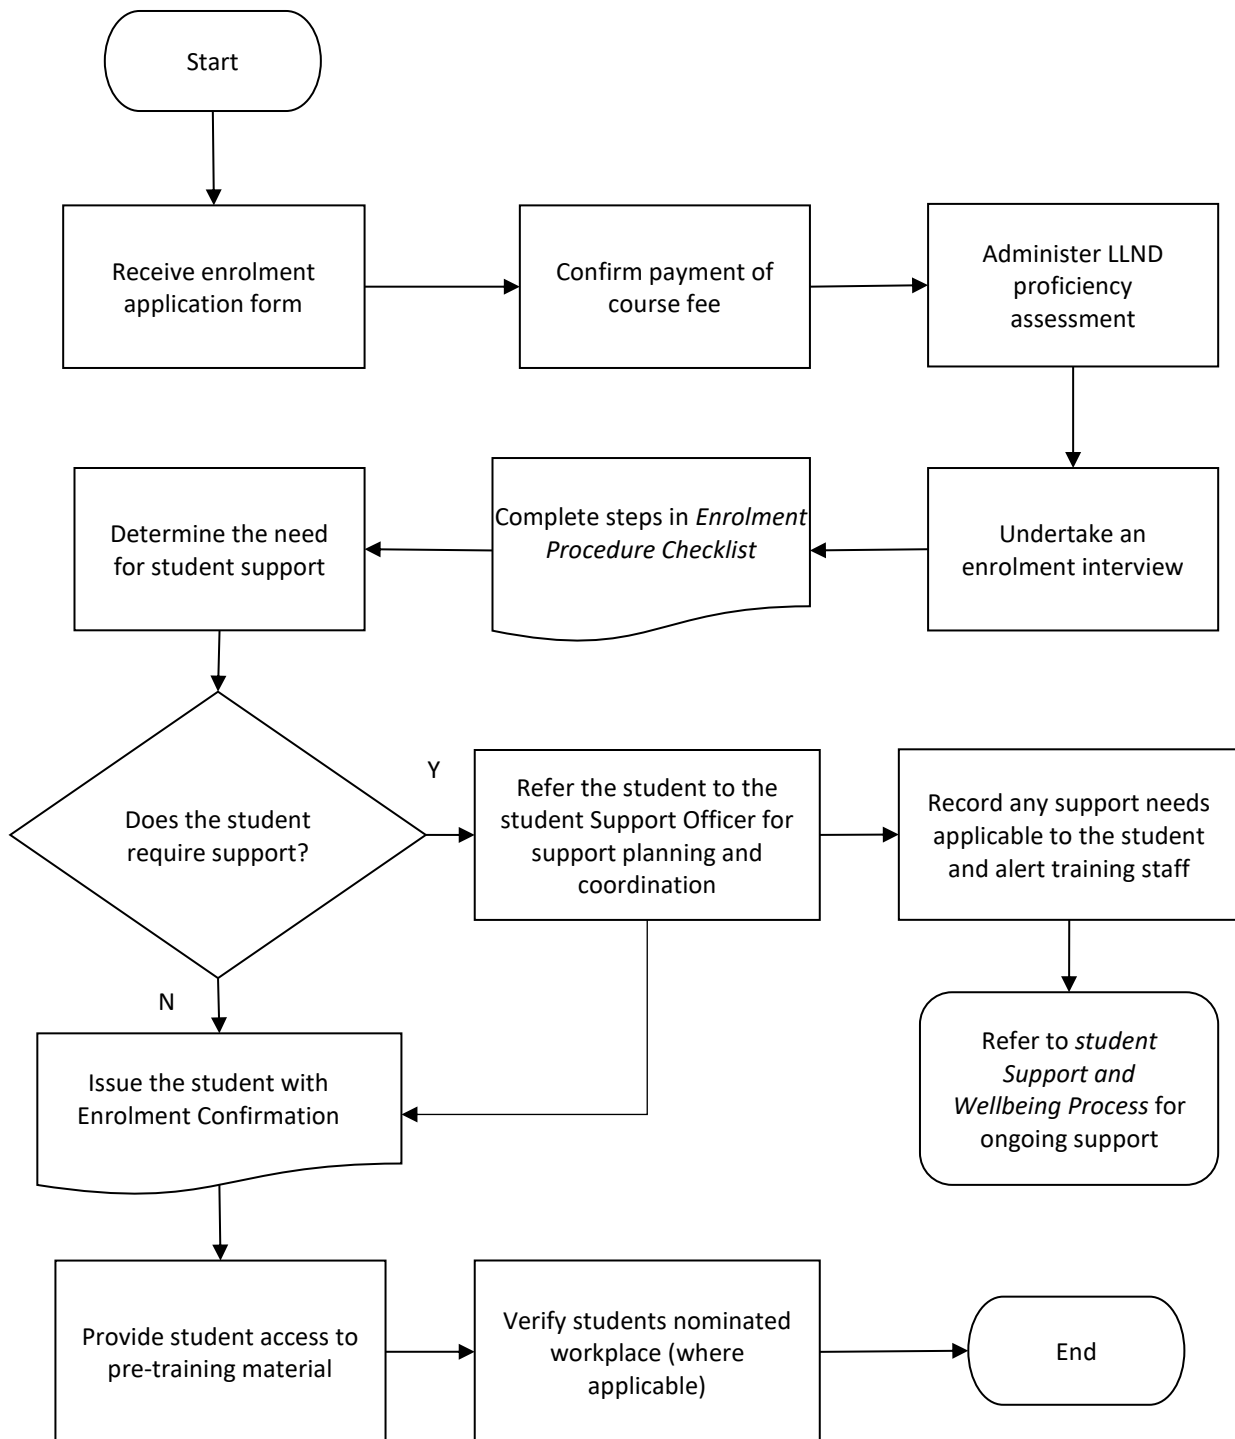 Start
Receive enrolment
application form
Confirm payment of
course fee
Administer LLND
proficiency
assessment
Determine the need
for student support
Complete steps in Enrolment
Procedure Checklist
Undertake an
enrolment interview
Does the student
require support?
Y
Refer the student to the
student Support Officer for
support planning and
coordination
Record any support needs
applicable to the student
and alert training staff
N
Issue the student with
Enrolment Confirmation
Refer to student
Support and
Wellbeing Process for
ongoing support
Provide student access to
pre-training material
Verify students nominated
workplace (where
applicable)
End